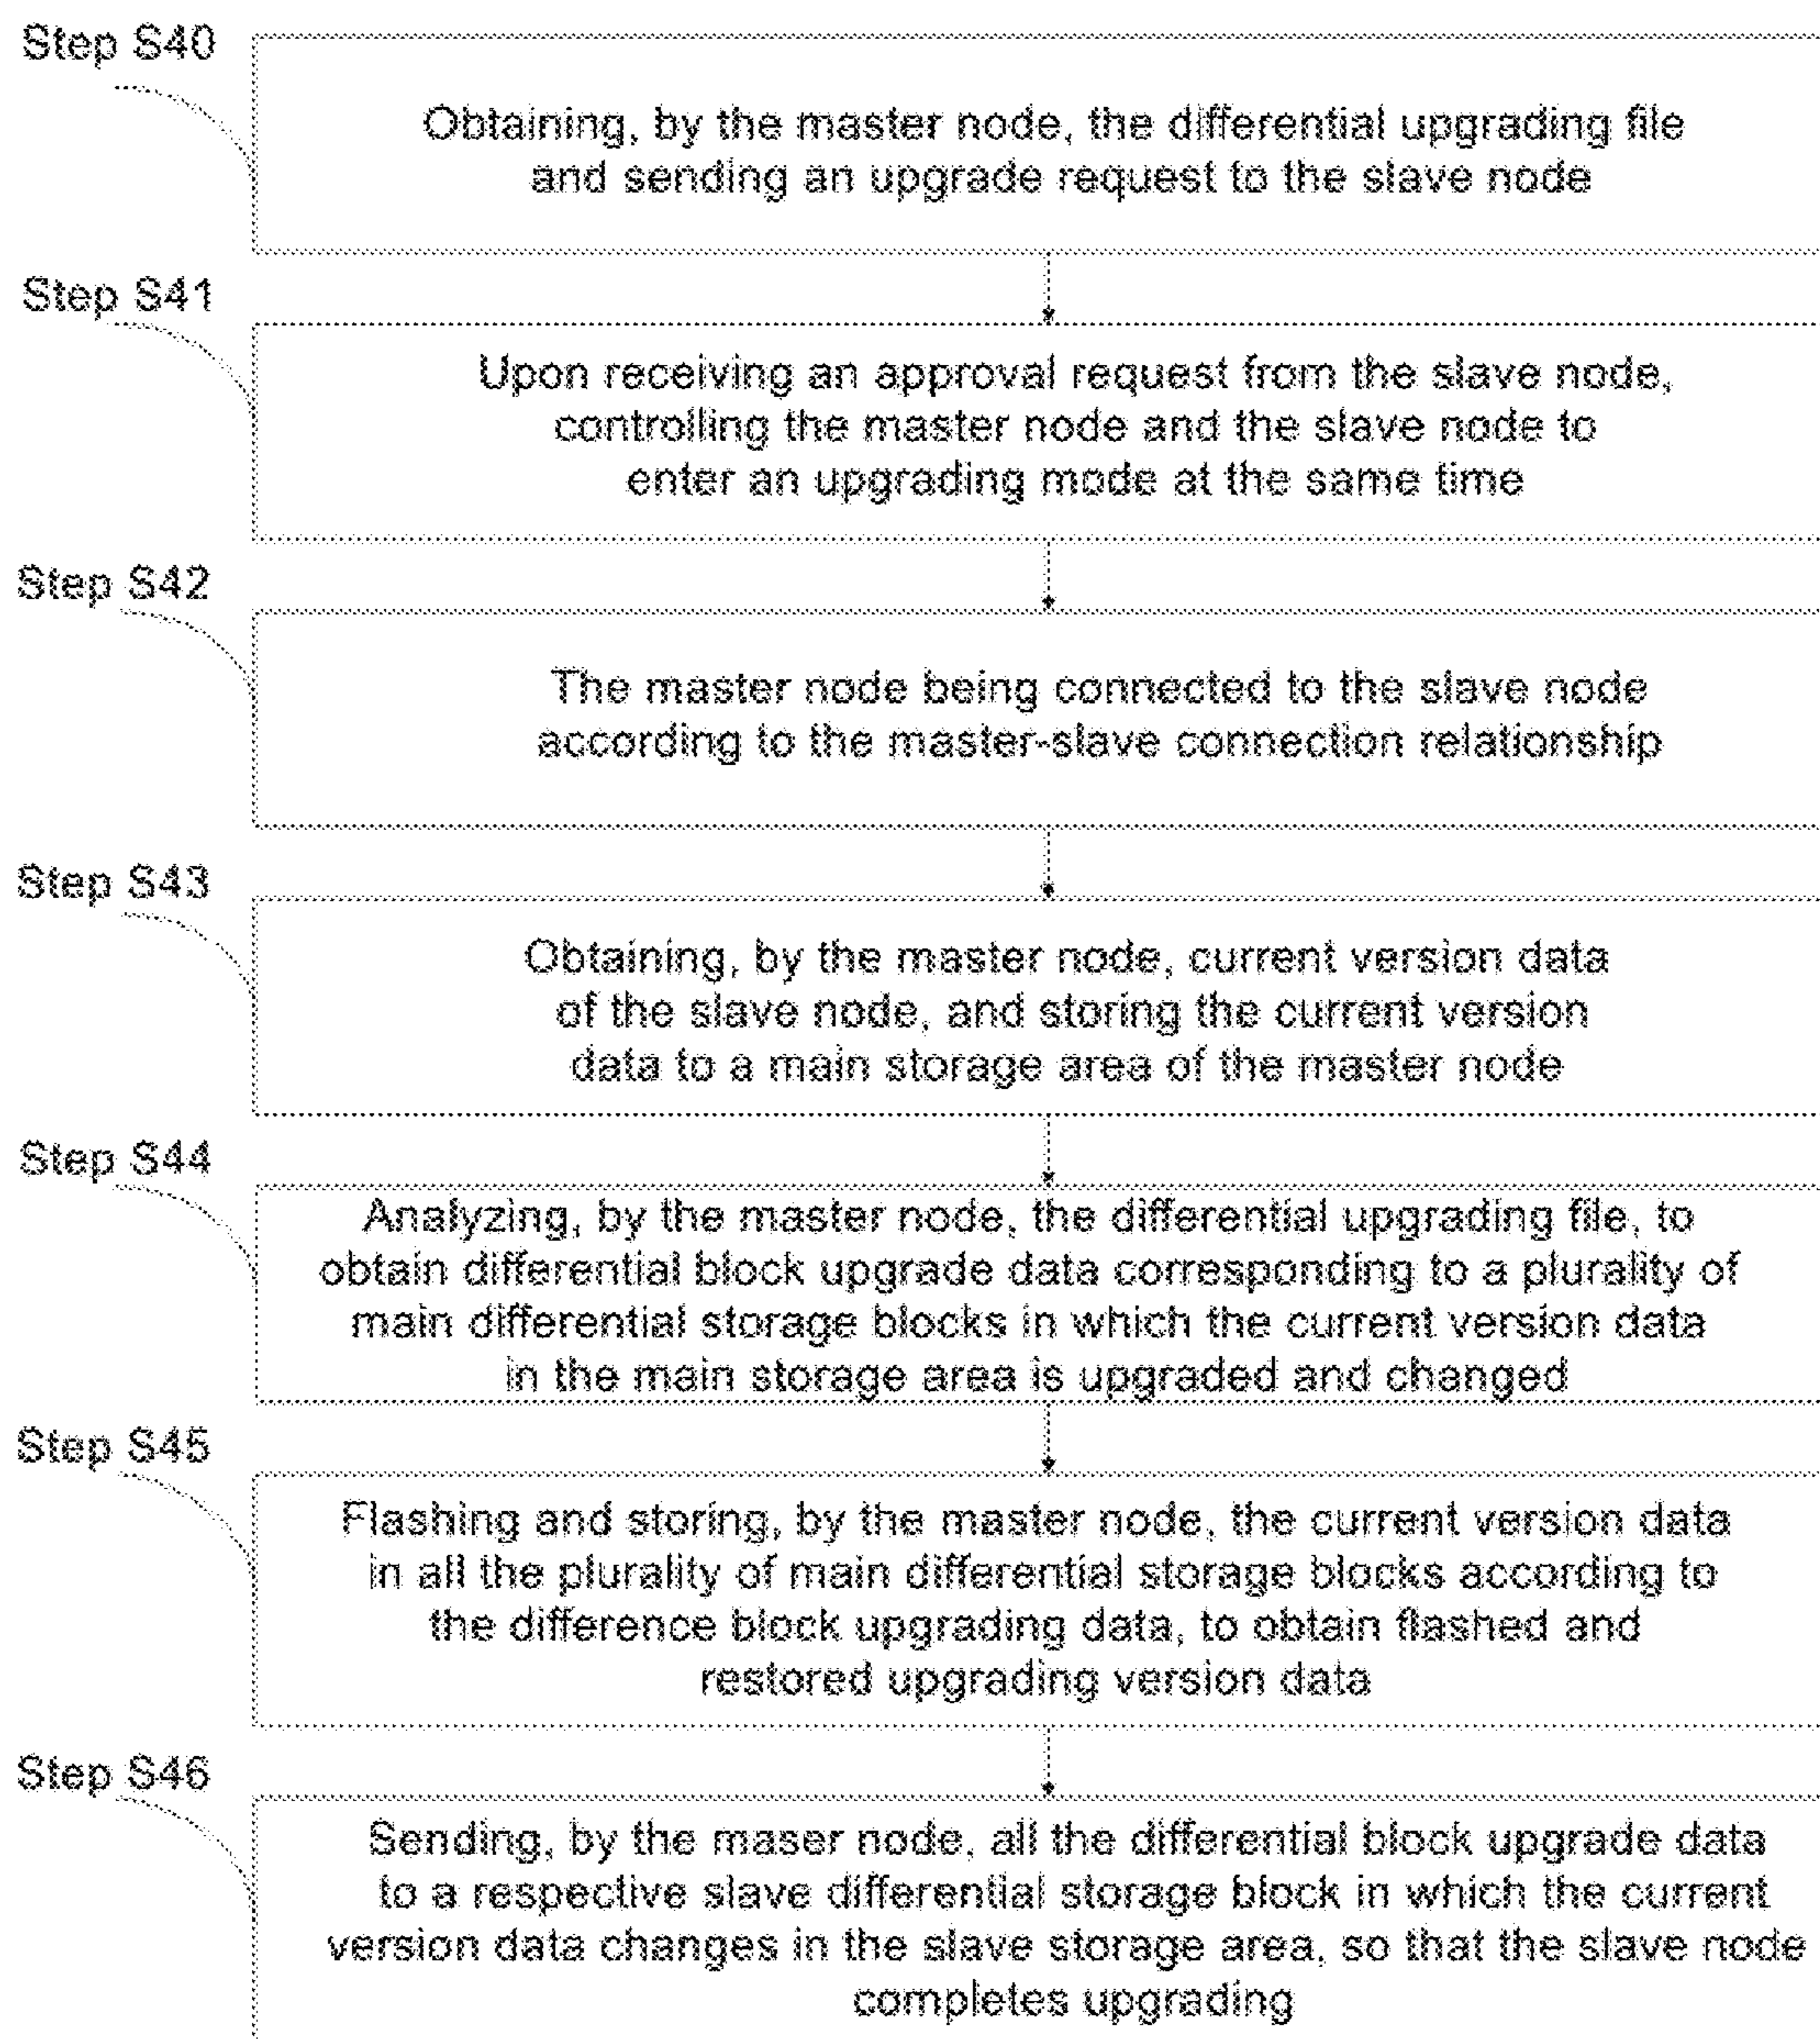 Step S40
Obtaining, by the master node, the differential upgrading file
and sending an upgrade request to the slave node
Step S41
Upon receiving an approval request from the slave node,
controlling the master node and the slave node to
enter an upgrading mode at the same time
Step S42
The master node being connected to the slave node
according to the master-slave connection relationship
Step S43
Obtaining, by the master node, current version data
of the slave node, and storing the current version
data to a main storage area of the master node
Step S44
Analyzing, by the master node, the differential upgrading file, to
obtain differential block upgrade data corresponding to a plurality of
main differential storage blocks in which the current version data
in the main storage area is upgraded and changed
Step S45
Flashing and storing, by the master node, the current version data
in all the plurality of main differential storage blocks according to
the difference block upgrading data, to obtain flashed and
restored upgrading version data
Step S46
Sending, by the maser node, all the differential block upgrade data
to a respective slave differential storage block in which the current
version data changes in the slave storage area, so that the slave node
completes upgrading